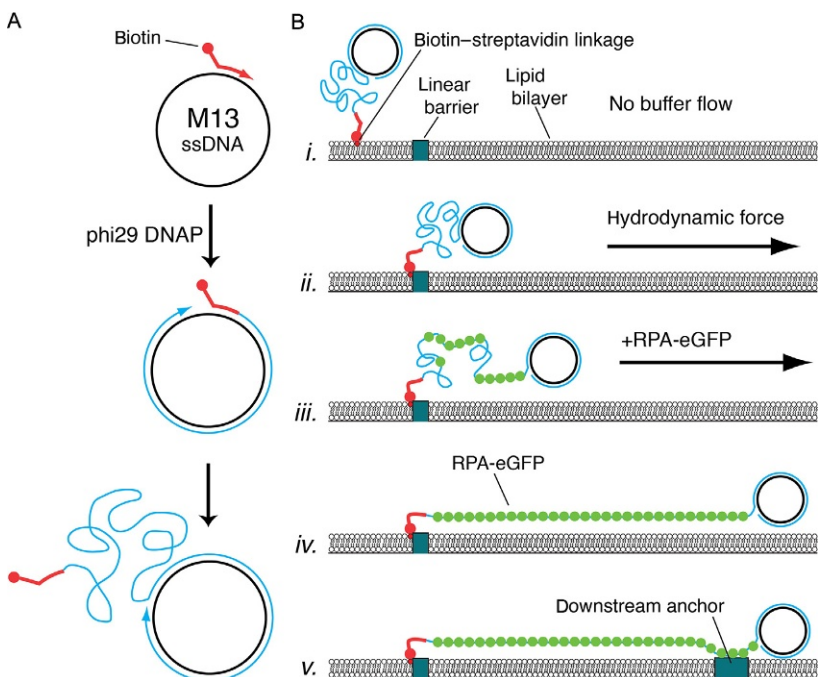 A
Biotin
M13
ssDNA
phi29 DNAP
B
Biotin–streptavidin linkage
Linear
barrier
Lipid
bilayer
No buffer flow
i.
Hydrodynamic force
ii.
+RPA-eGFP
iii.
RPA-eGFP
iv.
Downstream anchor
v.